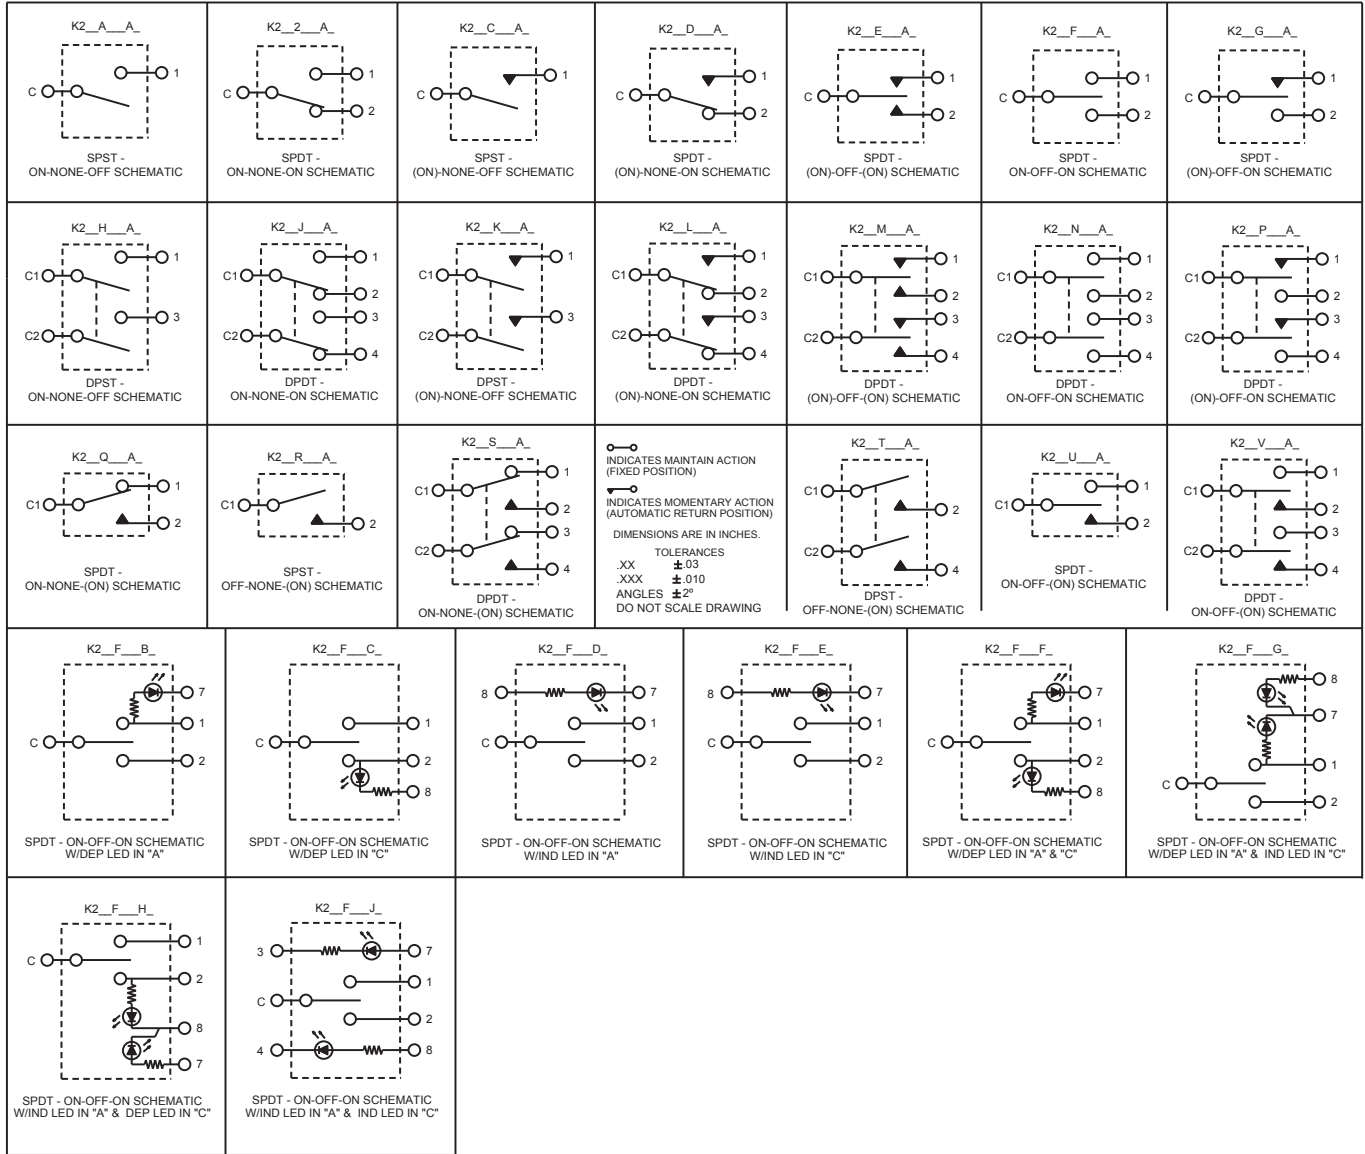 K2__A___A_
C
1
SPST -
ON-NONE-OFF SCHEMATIC
K2__2___A_
C
1
2
SPDT -
ON-NONE-ON SCHEMATIC
K2__C___A_
C
1
SPST -
(ON)-NONE-OFF SCHEMATIC
K2__D___A_
C
1
2
SPDT -
(ON)-NONE-ON SCHEMATIC
K2__E___A_
C
1
2
SPDT -
(ON)-OFF-(ON) SCHEMATIC
K2__F___A_
C
1
2
SPDT -
ON-OFF-ON SCHEMATIC
K2__G___A_
C
1
2
SPDT -
(ON)-OFF-ON SCHEMATIC
K2__H___A_
C1
C2
1
3
DPST -
ON-NONE-OFF SCHEMATIC
K2__J___A_
C1
C2
1
2
3
4
DPDT -
ON-NONE-ON SCHEMATIC
K2__K___A_
C1
C2
1
3
DPST -
(ON)-NONE-OFF SCHEMATIC
K2__L___A_
C1
C2
1
2
3
4
DPDT -
(ON)-NONE-ON SCHEMATIC
K2__M___A_
C1
C2
1
2
3
4
DPDT -
(ON)-OFF-(ON) SCHEMATIC
K2__N___A_
C1
C2
1
2
3
4
DPDT -
ON-OFF-ON SCHEMATIC
K2__P___A_
C1
C2
1
2
3
4
DPDT -
(ON)-OFF-ON SCHEMATIC
K2__Q___A_
C1
1
2
SPDT -
ON-NONE-(ON) SCHEMATIC
K2__R___A_
C1
2
SPST -
OFF-NONE-(ON) SCHEMATIC
K2__S___A_
C1
C2
1
2
3
4
DPDT -
ON-NONE-(ON) SCHEMATIC
INDICATES MAINTAIN ACTION
(FIXED POSITION)
INDICATES MOMENTARY ACTION
(AUTOMATIC RETURN POSITION)
DIMENSIONS ARE IN INCHES.
TOLERANCES
.XX ±.03
.XXX ±.010
ANGLES ±2º
DO NOT SCALE DRAWING
K2__T___A_
C1
C2
2
4
DPST -
OFF-NONE-(ON) SCHEMATIC
K2__U___A_
C1
1
2
SPDT -
ON-OFF-(ON) SCHEMATIC
K2__V___A_
C1
C2
1
2
3
4
DPDT -
ON-OFF-(ON) SCHEMATIC
K2__F___B_
C
7
1
2
SPDT - ON-OFF-ON SCHEMATIC
W/DEP LED IN "A"
K2__F___C_
C
1
2
8
SPDT - ON-OFF-ON SCHEMATIC
W/DEP LED IN "C"
K2__F___D_
8
C
7
1
2
SPDT - ON-OFF-ON SCHEMATIC
W/IND LED IN "A"
K2__F___E_
8
C
7
1
2
SPDT - ON-OFF-ON SCHEMATIC
W/IND LED IN "C"
K2__F___F_
C
7
1
2
8
SPDT - ON-OFF-ON SCHEMATIC
W/DEP LED IN "A" & "C"
K2__F___G_
C
8
7
1
2
SPDT - ON-OFF-ON SCHEMATIC
W/DEP LED IN "A" & IND LED IN "C"
K2__F___H_
C
1
2
8
7
SPDT - ON-OFF-ON SCHEMATIC
W/IND LED IN "A" & DEP LED IN "C"
K2__F___J_
3
C
4
7
1
2
8
SPDT - ON-OFF-ON SCHEMATIC
W/IND LED IN "A" & IND LED IN "C"